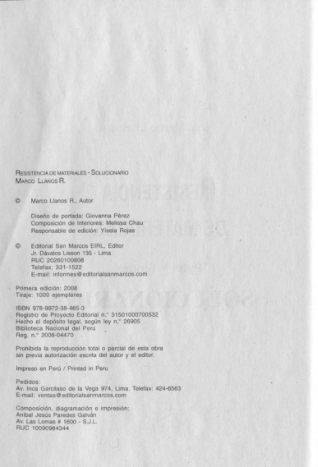 RESISTENCIA DE MATERIALES - SOLUCIONARIO
MARCO LLANOS R.
© Marco Llanos R., Autor
Diseño de portada: Giovanna Pérez
Composición de interiores: Melissa Chau
Responsable de edición: Yisela Rojas
© Editorial San Marcos EIRL, Editor
Jr. Dávalos Lissón 135 - Lima
RUC 20260100808
Telefax: 331-1522
E-mail: informes@editorialsanmarcos.com
Primera edición: 2008
Tiraje: 1000 ejemplares
ISBN 978-9972-38-465-3
Registro de Proyecto Editorial n.° 31501000700532
Hecho el depósito legal, según ley n.° 26905
Biblioteca Nacional del Perú
Reg. n.° 2008-04470
Prohibida la reproducción total o parcial de esta obra
sin previa autorización escrita del autor y el editor.
Impreso en Perú / Printed in Peru
Pedidos:
Av. Inca Garcilaso de la Vega 974, Lima. Telefax: 424-6563
E-mail: ventas@editorialsanmarcos.com
Composición, diagramación e impresión:
Aníbal Jesús Paredes Galván
Av. Las Lomas # 1600 - S.J.L.
RUC 10090984344